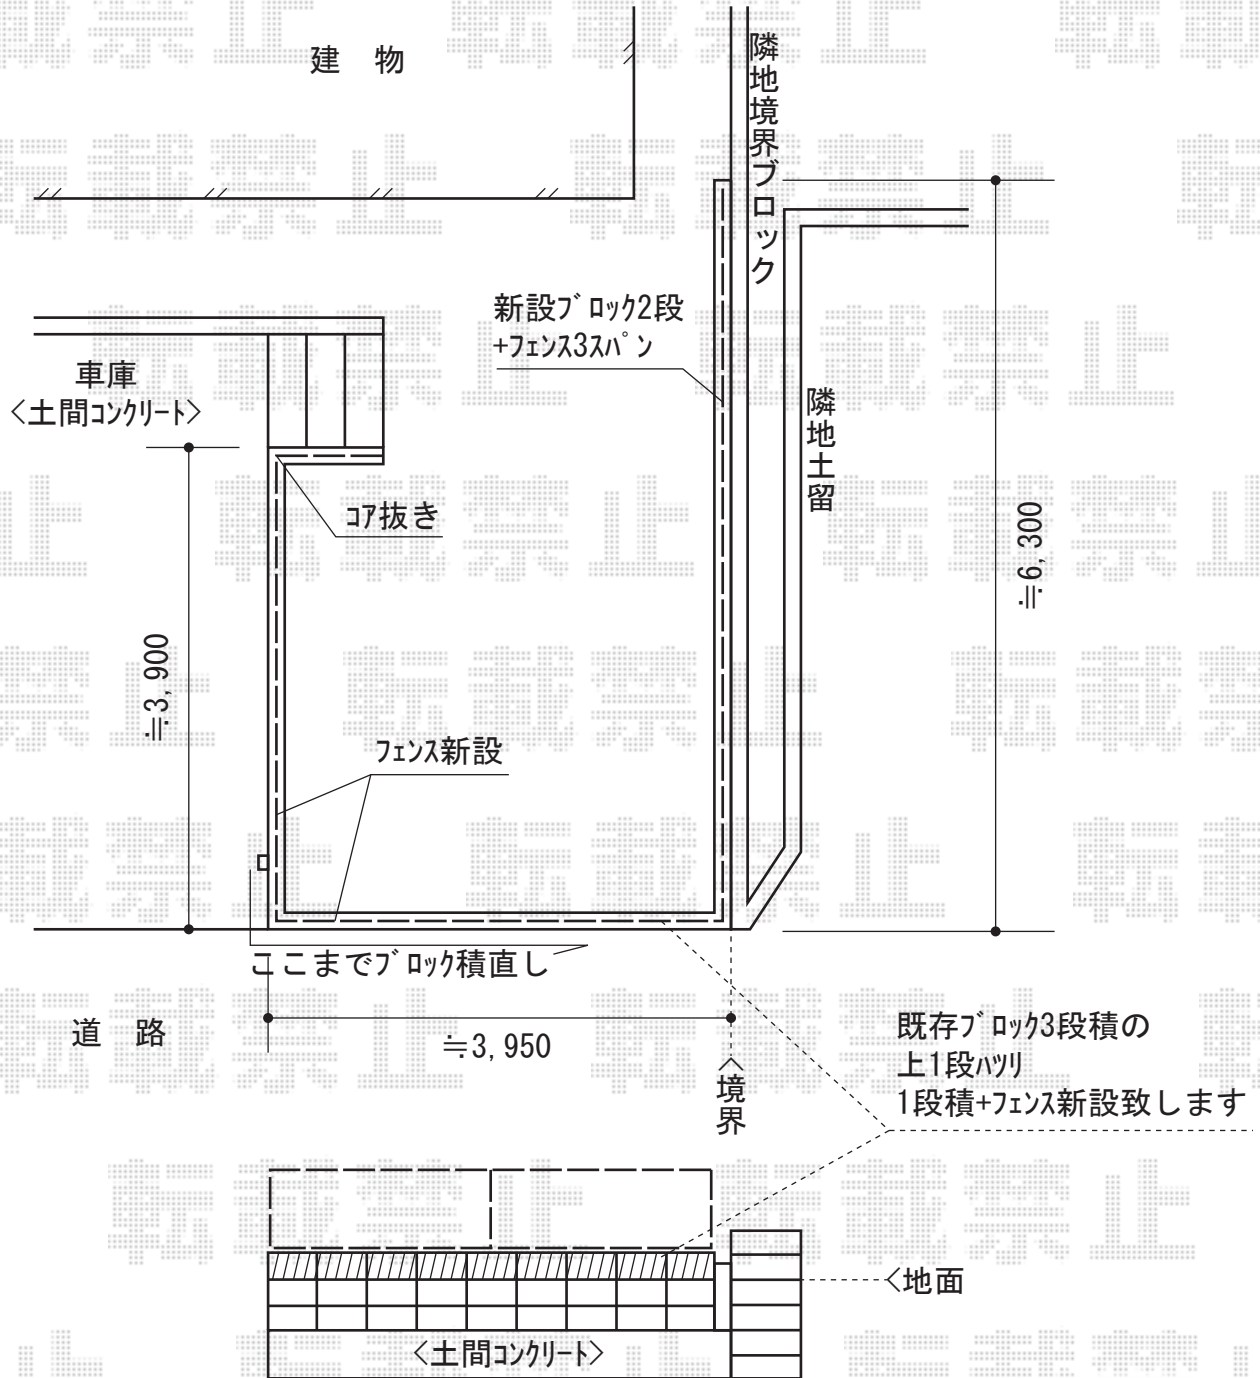 建 物
隣地境界ブロック
新設ブロック2段
+フェンス3スパン
車庫
<土間コンクリート>
隣地土留
コア抜き
≒6,300
≒3,900
フェンス新設
ここまでブロック積直し
道 路
≒3,950
既存ブロック3段積の
上1段ハツリ
1段積+フェンス新設致します
<境界
<地面
<土間コンクリート>
転載禁止